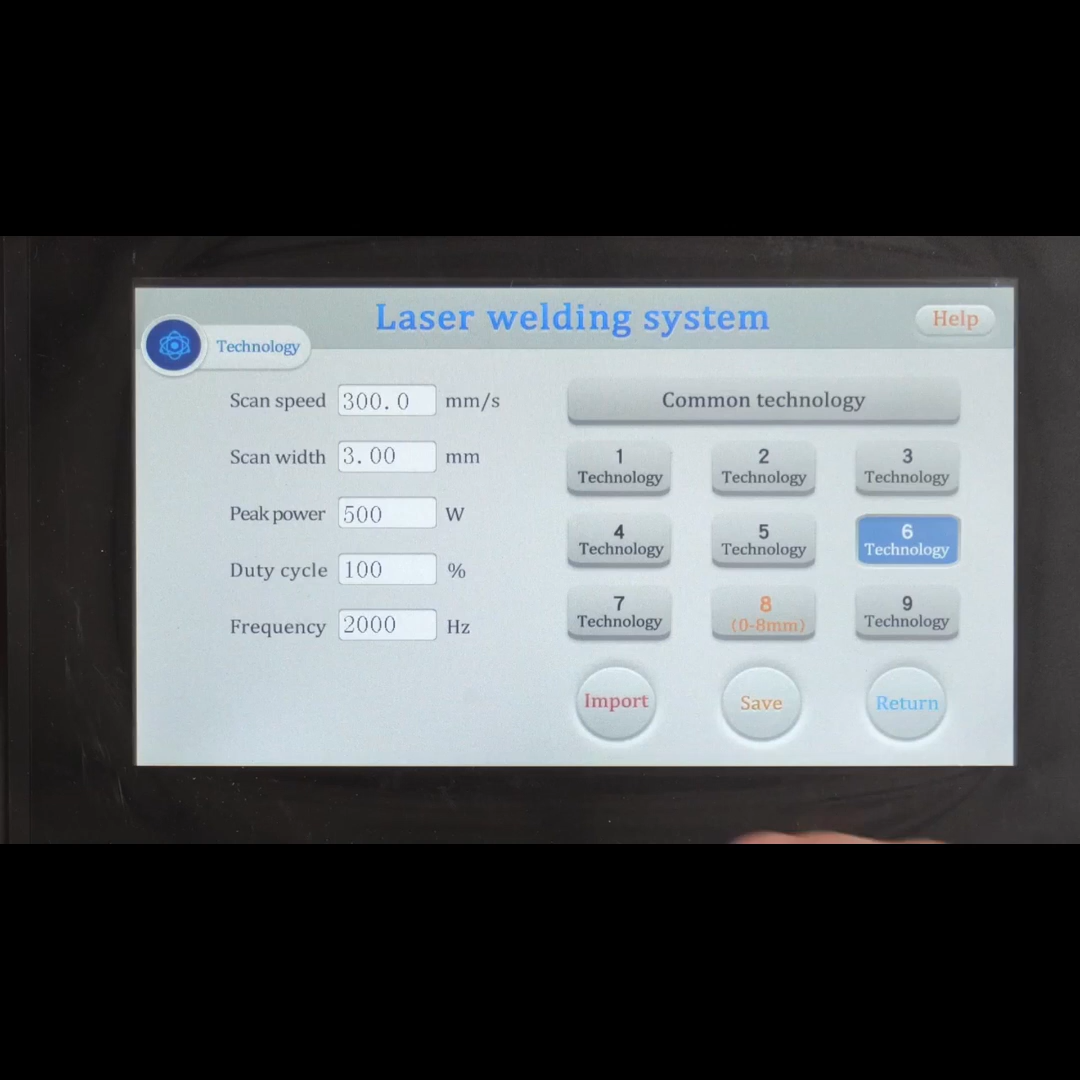 Laser welding system
Help
Technology
Scan speed 300.0 mm/s
Scan width 3.00 mm
Peak power 500 W
Duty cycle 100 %
Frequency 2000 Hz
Common technology
1
Technology
2
Technology
3
Technology
4
Technology
5
Technology
6
Technology
7
Technology
8
(0-8mm)
9
Technology
Import
Save
Return